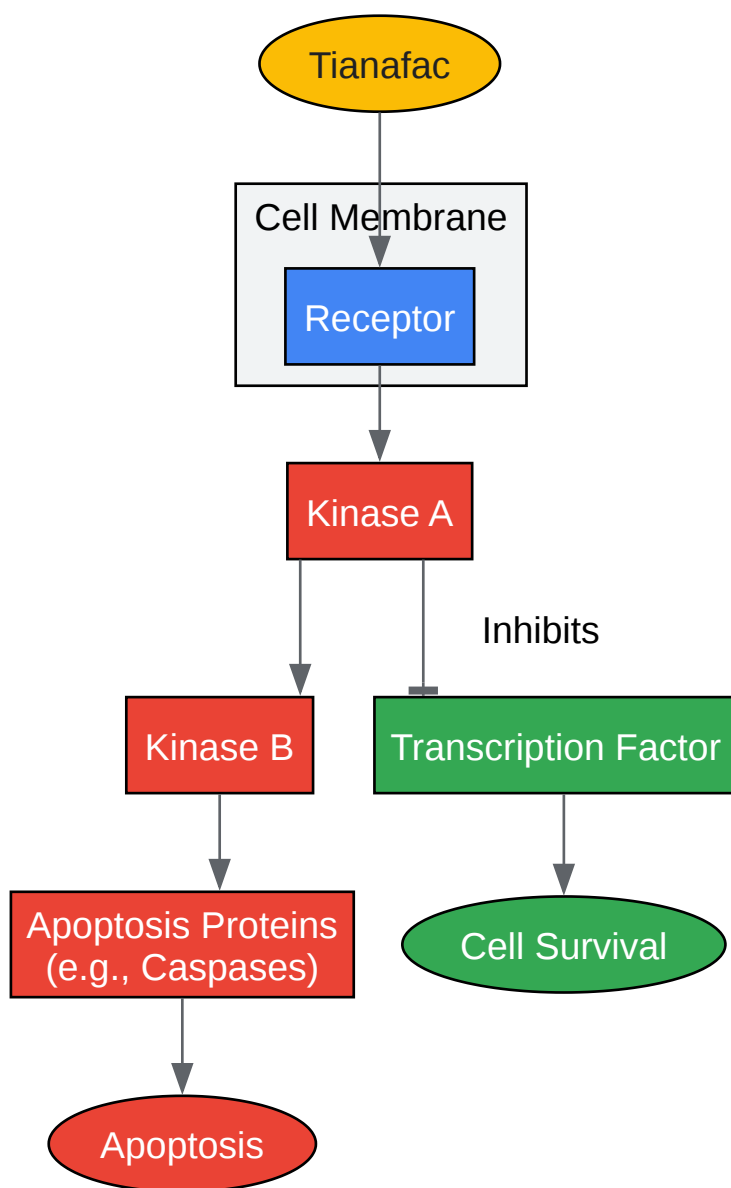 Tianafac
Cell Membrane
Receptor
Kinase A
Inhibits
Kinase B
Transcription Factor
Apoptosis Proteins
(e.g., Caspases)
Cell Survival
Apoptosis